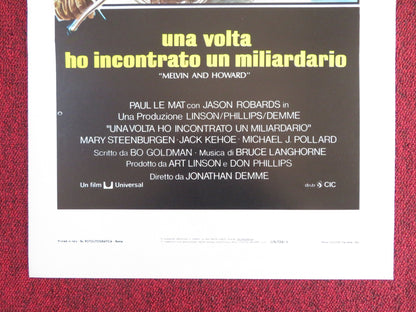 una volta
ho incontrato un miliardario
"MELVIN AND HOWARD"
PAUL LE MAT con JASON ROBARDS in
Una Produzione LINSON/PHILLIPS/DEMME
"UNA VOLTA HO INCONTRATO UN MILIARDARIO"
MARY STEENBURGEN · JACK KEHOE · MICHAEL J. POLLARD
Scritto da BO GOLDMAN · Musica di BRUCE LANGHORNE
Prodotto da ART LINSON e DON PHILLIPS
Diretto da JONATHAN DEMME
Un film Universal
distr. CIC